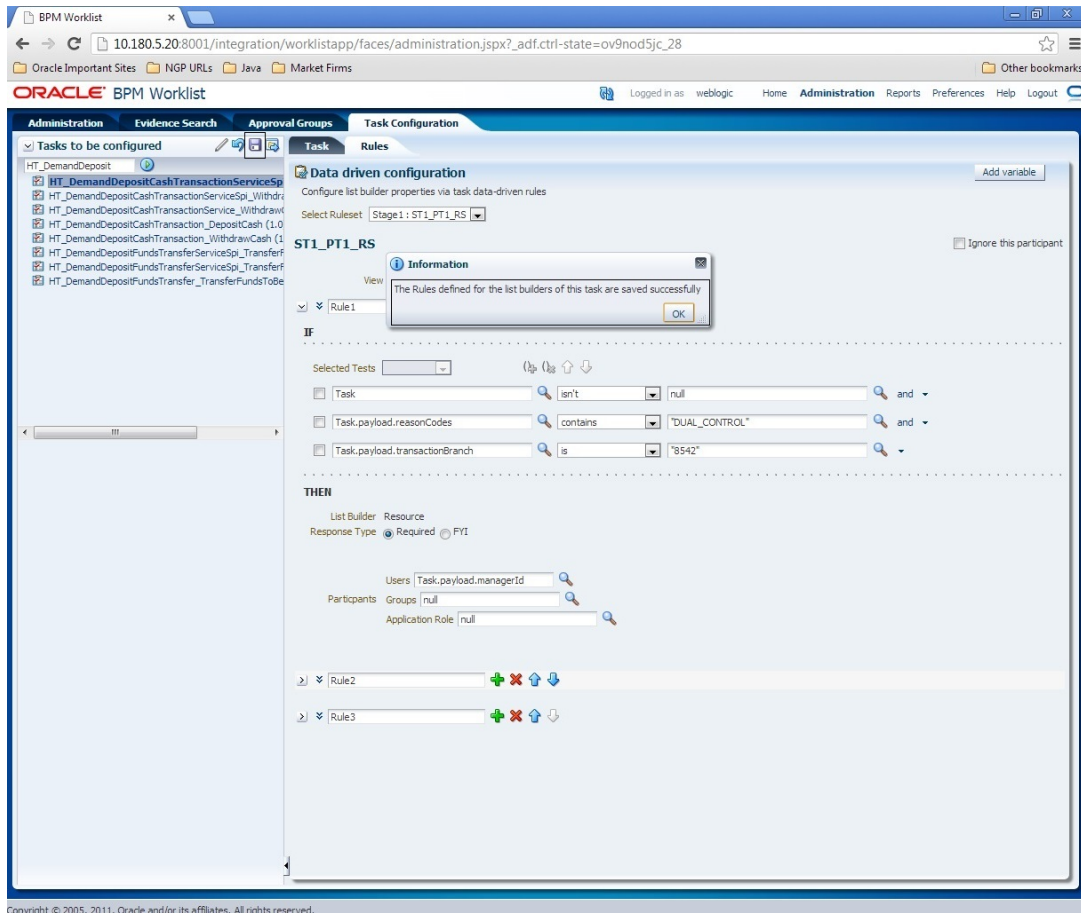 BPM Worklist
10.180.5.20:8001/integration/worklistapp/faces/administration.jspx?_adf.ctrl-state=ov9nod5jc_28
Oracle Important Sites NGP URLs Java Market Firms Other bookmarks
ORACLE BPM Worklist Logged in as weblogic Home Administration Reports Preferences Help Logout
Administration Evidence Search Approval Groups Task Configuration
Tasks to be configured
Task Rules
HT_DemandDeposit
HT_DemandDepositCashTransactionServiceSp
HT_DemandDepositCashTransactionServiceSpi_Withdra
HT_DemandDepositCashTransactionService_Withdraw
HT_DemandDepositCashTransaction_DepositCash (1.0
HT_DemandDepositCashTransaction_WithdrawCash (1
HT_DemandDepositFundsTransferServiceSpi_TransferF
HT_DemandDepositFundsTransferServiceSpi_TransferF
HT_DemandDepositFundsTransfer_TransferFundsToBe
Data driven configuration Add variable
Configure list builder properties via task data-driven rules
Select Ruleset Stage1 : ST1_PT1_RS
ST1_PT1_RS Ignore this participant
Information
View
The Rules defined for the list builders of this task are saved successfully
OK
Rule1
IF
Selected Tests
Task isn't null and
Task.payload.reasonCodes contains "DUAL_CONTROL" and
Task.payload.transactionBranch is "8542"
THEN
List Builder Resource
Response Type Required FYI
Users Task.payload.managerId
Particpants Groups null
Application Role null
Rule2
Rule3
Copyright © 2005, 2011, Oracle and/or its affiliates. All rights reserved.